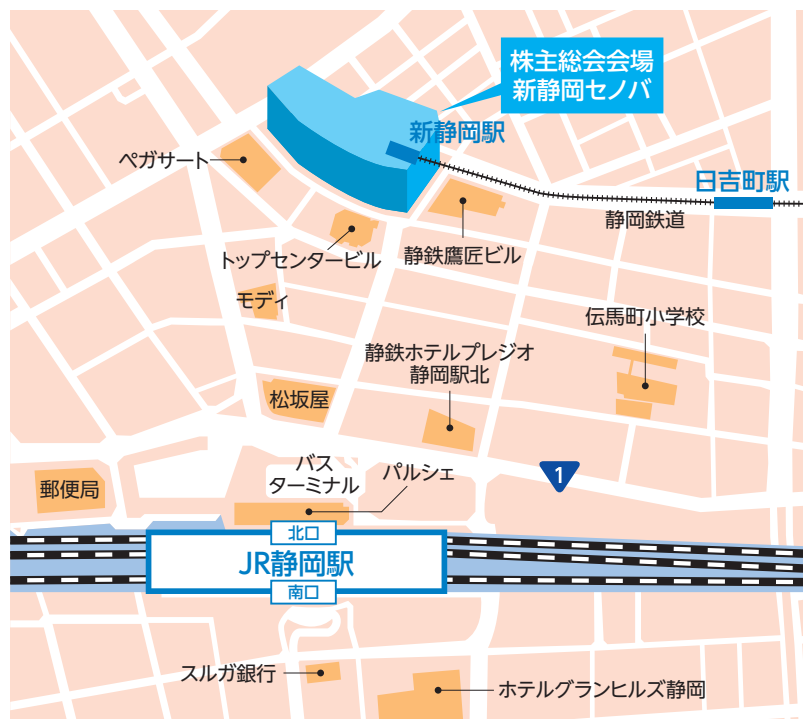 株主総会会場
新静岡セノバ
新静岡駅
ペガサート
日吉町駅
静岡鉄道
トップセンタービル
静鉄鷹匠ビル
モディ
伝馬町小学校
静鉄ホテルプレジオ
静岡駅北
松坂屋
バス
ターミナル
パルシェ
1
郵便局
北口
JR静岡駅
南口
スルガ銀行
ホテルグランヒルズ静岡